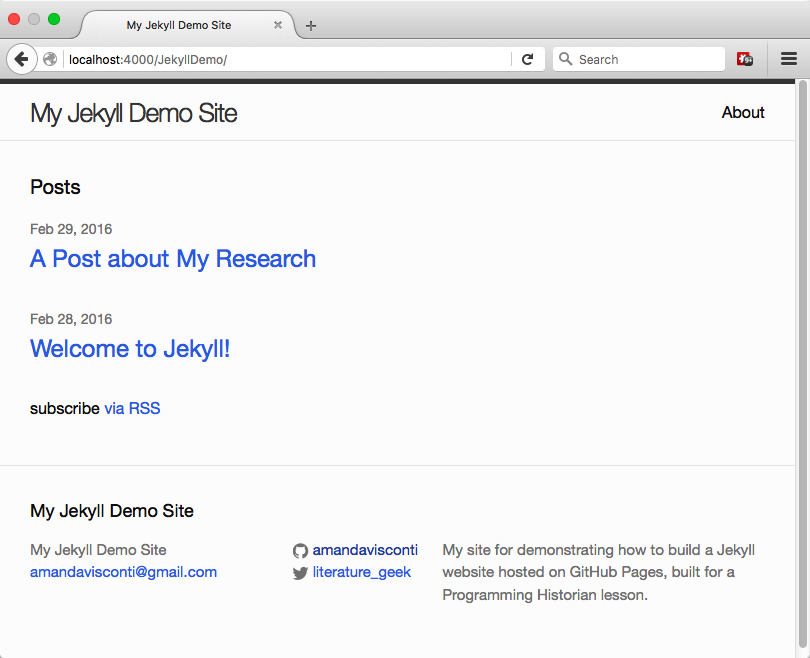 My Jekyll Demo Site
localhost:4000/JekyllDemo/
Search
9+
My Jekyll Demo Site
About
Posts
Feb 29, 2016
A Post about My Research
Feb 28, 2016
Welcome to Jekyll!
subscribe via RSS
My Jekyll Demo Site
My Jekyll Demo Site
amandavisconti@gmail.com
amandavisconti
literature_geek
My site for demonstrating how to build a Jekyll
website hosted on GitHub Pages, built for a
Programming Historian lesson.